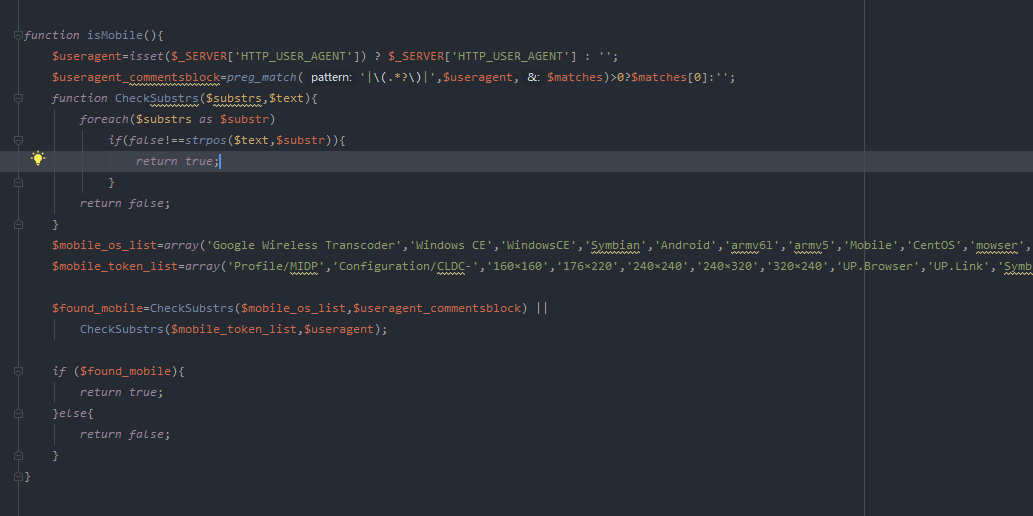 function isMobile(){
$useragent=isset($_SERVER['HTTP_USER_AGENT']) ? $_SERVER['HTTP_USER_AGENT'] : '';
$useragent_commentsblock=preg_match( pattern: '|\(.*?\)|',$useragent, &: $matches)>0?$matches[0]:'';
function CheckSubstrs($substrs,$text){
foreach($substrs as $substr)
if(false!==strpos($text,$substr)){
return true;
}
return false;
}
$mobile_os_list=array('Google Wireless Transcoder','Windows CE','WindowsCE','Symbian','Android','armv6l','armv5','Mobile','CentOS','mowser',
$mobile_token_list=array('Profile/MIDP','Configuration/CLDC-','160×160','176×220','240×240','240×320','320×240','UP.Browser','UP.Link','Symb
$found_mobile=CheckSubstrs($mobile_os_list,$useragent_commentsblock) ||
CheckSubstrs($mobile_token_list,$useragent);
if ($found_mobile){
return true;
}else{
return false;
}
}